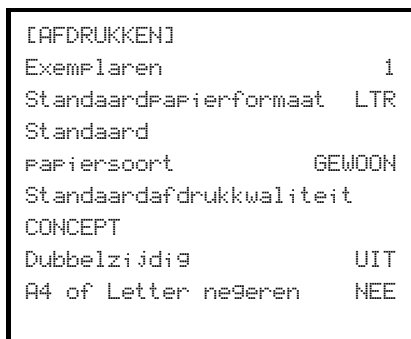 [AFDRUKKEN]
Exemplaren 1
Standaardpapierformaat LTR
Standaard
papiersoort GEWOON
Standaardafdrukkwaliteit
CONCEPT
Dubbelzijdig UIT
A4 of Letter negeren NEE